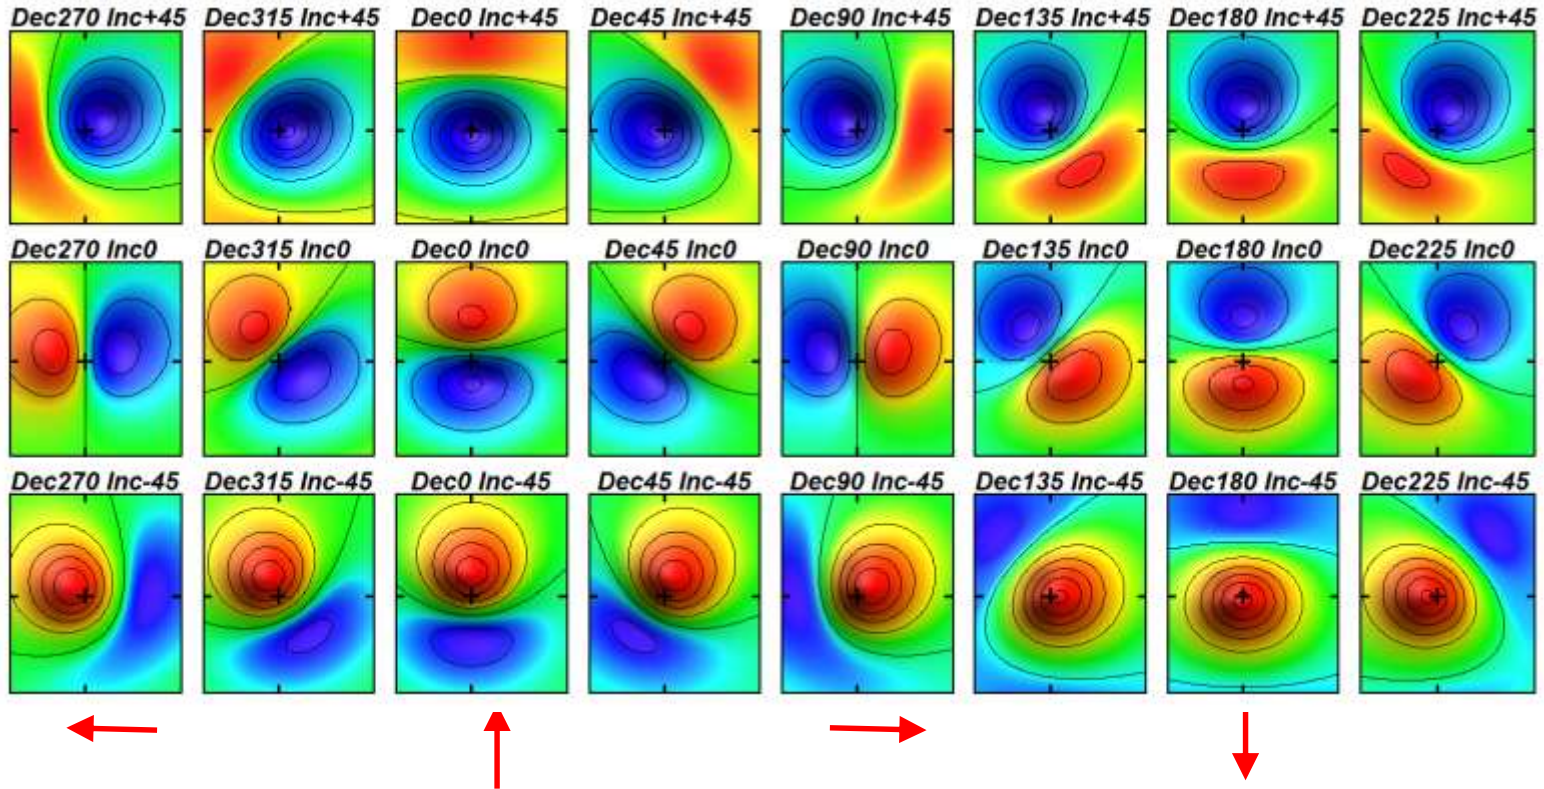 Dec270 Inc+45 Dec315 Inc+45 Dec0 Inc+45 Dec45 Inc+45 Dec90 Inc+45 Dec135 Inc+45 Dec180 Inc+45 Dec225 Inc+45
Dec270 Inc0 Dec315 Inc0 Dec0 Inc0 Dec45 Inc0 Dec90 Inc0 Dec135 Inc0 Dec180 Inc0 Dec225 Inc0
Dec270 Inc-45 Dec315 Inc-45 Dec0 Inc-45 Dec45 Inc-45 Dec90 Inc-45 Dec135 Inc-45 Dec180 Inc-45 Dec225 Inc-45